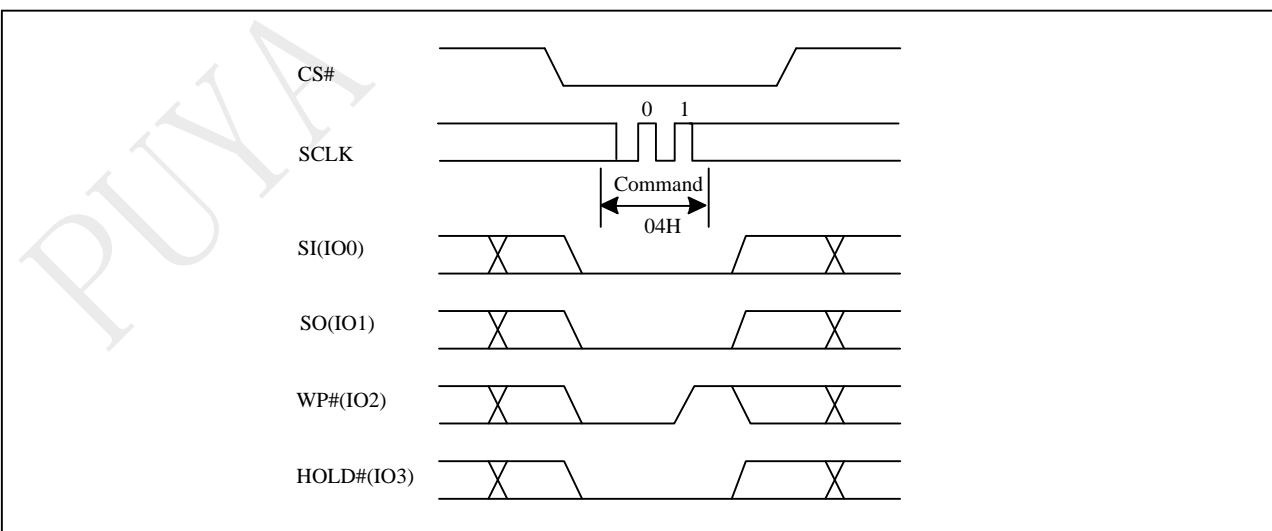 PUYA
CS#
0 1
SCLK
Command
04H
SI(IO0)
SO(IO1)
WP#(IO2)
HOLD#(IO3)